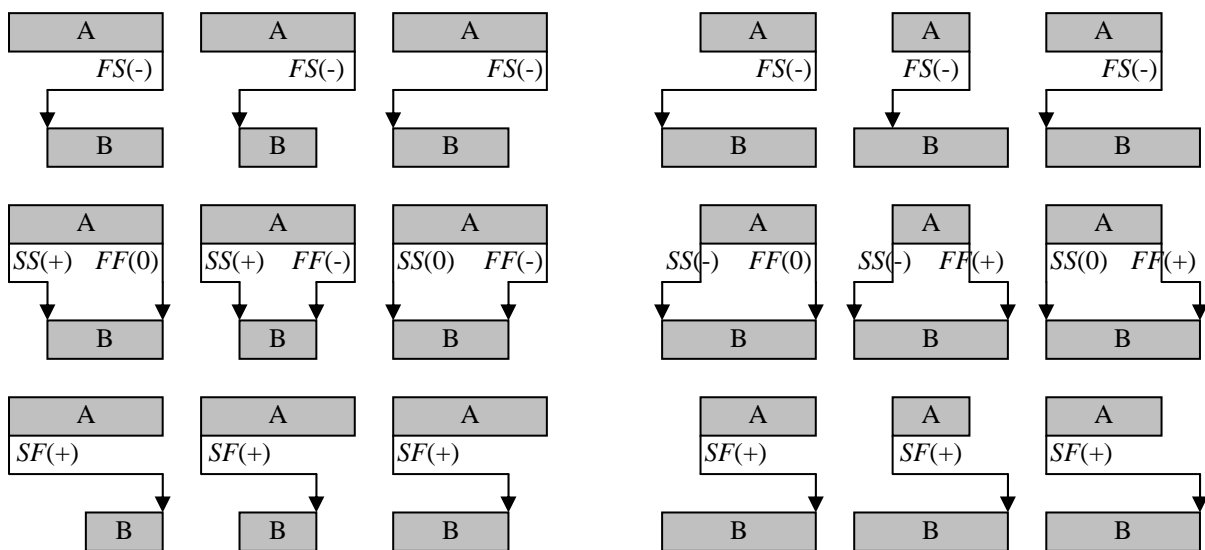 A A A A A A
FS(-) FS(-) FS(-) FS(-) FS(-) FS(-)
B B B B B B
A A A A A A
SS(+) FF(0) SS(+) FF(-) SS(0) FF(-) SS(-) FF(0) SS(-) FF(+) SS(0) FF(+)
B B B B B B
A A A A A A
SF(+) SF(+) SF(+) SF(+) SF(+) SF(+)
B B B B B B